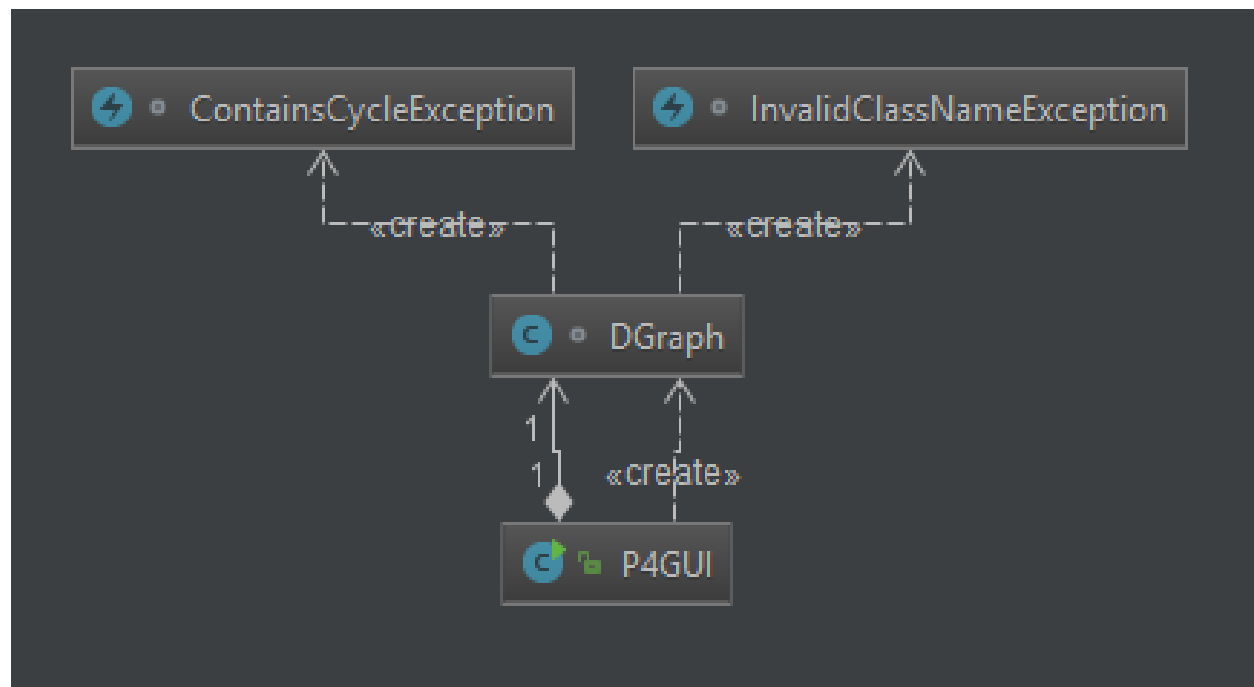 ContainsCycleException
InvalidClassNameException
«create»
«create»
DGraph
1
1
«create»
P4GUI